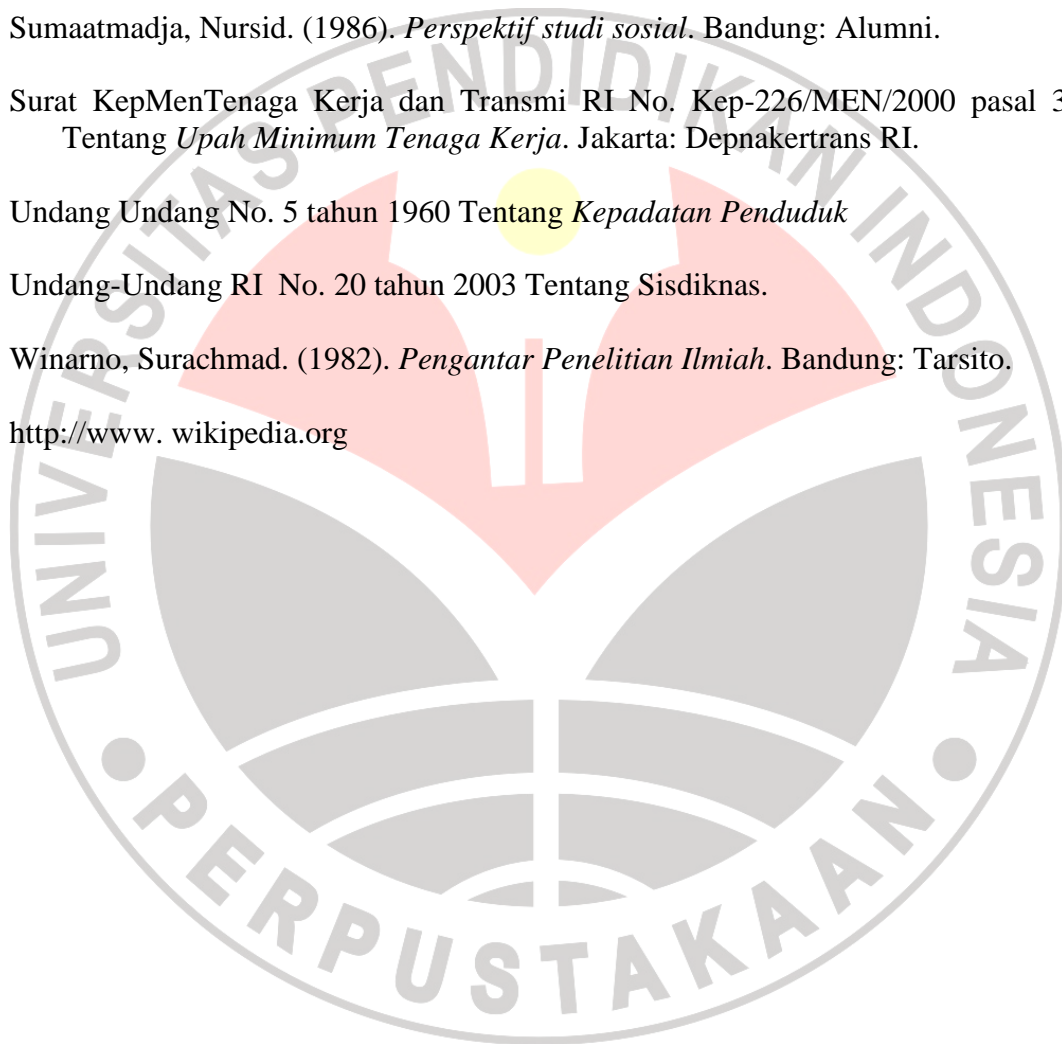 Sumaatmadja, Nursid. (1986). Perspektif studi sosial. Bandung: Alumni.
Surat KepMenTenaga Kerja dan Transmi RI No. Kep-226/MEN/2000 pasal 3
Tentang Upah Minimum Tenaga Kerja. Jakarta: Depnakertrans RI.
Undang Undang No. 5 tahun 1960 Tentang Kepadatan Penduduk
Undang-Undang RI No. 20 tahun 2003 Tentang Sisdiknas.
Winarno, Surachmad. (1982). Pengantar Penelitian Ilmiah. Bandung: Tarsito.
http://www. wikipedia.org
UNIVERSITAS PENDIDIKAN INDONESIA
PERPUSTAKAAN